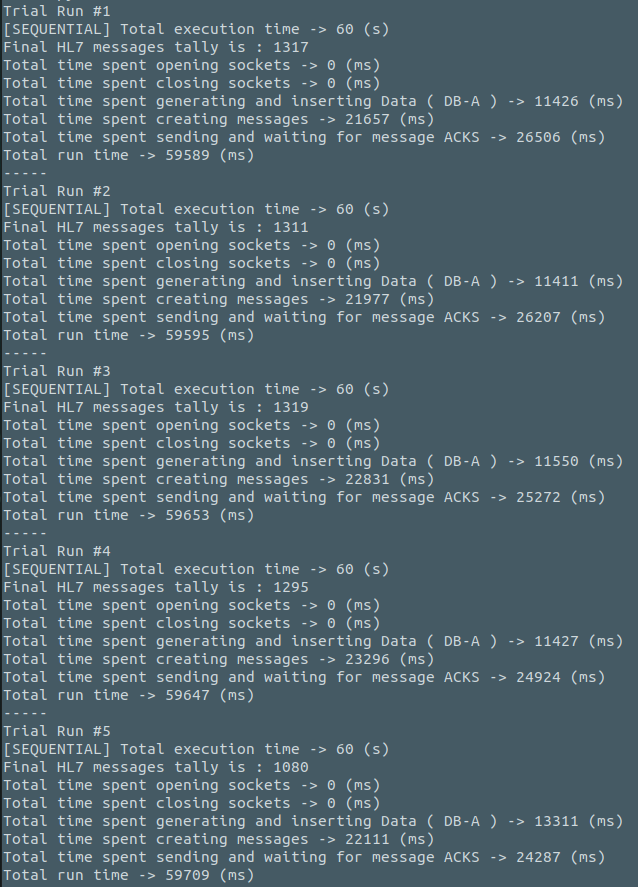 Trial Run #1
[SEQUENTIAL] Total execution time -> 60 (s)
Final HL7 messages tally is : 1317
Total time spent opening sockets -> 0 (ms)
Total time spent closing sockets -> 0 (ms)
Total time spent generating and inserting Data ( DB-A ) -> 11426 (ms)
Total time spent creating messages -> 21657 (ms)
Total time spent sending and waiting for message ACKS -> 26506 (ms)
Total run time -> 59589 (ms)
-----
Trial Run #2
[SEQUENTIAL] Total execution time -> 60 (s)
Final HL7 messages tally is : 1311
Total time spent opening sockets -> 0 (ms)
Total time spent closing sockets -> 0 (ms)
Total time spent generating and inserting Data ( DB-A ) -> 11411 (ms)
Total time spent creating messages -> 21977 (ms)
Total time spent sending and waiting for message ACKS -> 26207 (ms)
Total run time -> 59595 (ms)
-----
Trial Run #3
[SEQUENTIAL] Total execution time -> 60 (s)
Final HL7 messages tally is : 1319
Total time spent opening sockets -> 0 (ms)
Total time spent closing sockets -> 0 (ms)
Total time spent generating and inserting Data ( DB-A ) -> 11550 (ms)
Total time spent creating messages -> 22831 (ms)
Total time spent sending and waiting for message ACKS -> 25272 (ms)
Total run time -> 59653 (ms)
-----
Trial Run #4
[SEQUENTIAL] Total execution time -> 60 (s)
Final HL7 messages tally is : 1295
Total time spent opening sockets -> 0 (ms)
Total time spent closing sockets -> 0 (ms)
Total time spent generating and inserting Data ( DB-A ) -> 11427 (ms)
Total time spent creating messages -> 23296 (ms)
Total time spent sending and waiting for message ACKS -> 24924 (ms)
Total run time -> 59647 (ms)
-----
Trial Run #5
[SEQUENTIAL] Total execution time -> 60 (s)
Final HL7 messages tally is : 1080
Total time spent opening sockets -> 0 (ms)
Total time spent closing sockets -> 0 (ms)
Total time spent generating and inserting Data ( DB-A ) -> 13311 (ms)
Total time spent creating messages -> 22111 (ms)
Total time spent sending and waiting for message ACKS -> 24287 (ms)
Total run time -> 59709 (ms)